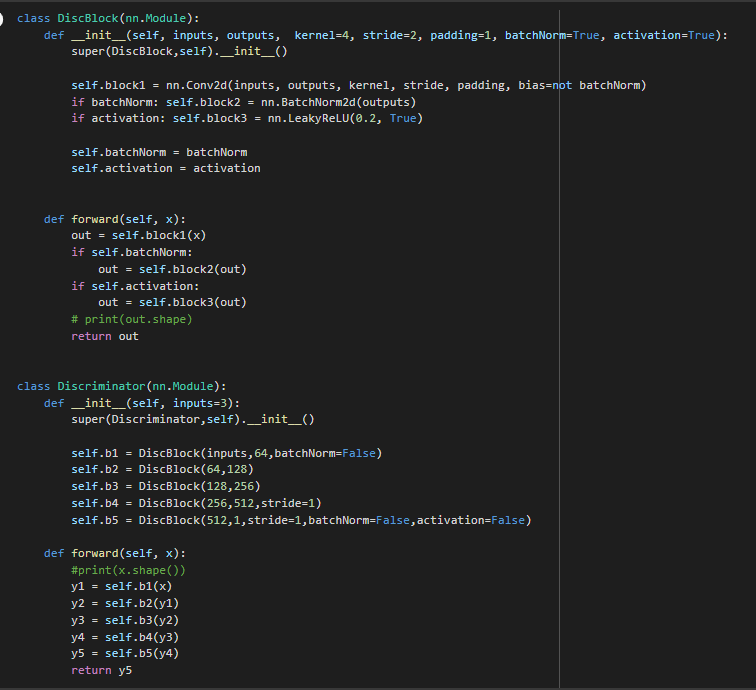 class DiscBlock(nn.Module):
    def __init__(self, inputs, outputs,  kernel=4, stride=2, padding=1, batchNorm=True, activation=True):
        super(DiscBlock,self).__init__()

        self.block1 = nn.Conv2d(inputs, outputs, kernel, stride, padding, bias=not batchNorm)
        if batchNorm: self.block2 = nn.BatchNorm2d(outputs)
        if activation: self.block3 = nn.LeakyReLU(0.2, True)

        self.batchNorm = batchNorm
        self.activation = activation


    def forward(self, x):
        out = self.block1(x)
        if self.batchNorm:
            out = self.block2(out)
        if self.activation:
            out = self.block3(out)
        # print(out.shape)
        return out


class Discriminator(nn.Module):
    def __init__(self, inputs=3):
        super(Discriminator,self).__init__()

        self.b1 = DiscBlock(inputs,64,batchNorm=False)
        self.b2 = DiscBlock(64,128)
        self.b3 = DiscBlock(128,256)
        self.b4 = DiscBlock(256,512,stride=1)
        self.b5 = DiscBlock(512,1,stride=1,batchNorm=False,activation=False)

    def forward(self, x):
        #print(x.shape())
        y1 = self.b1(x)
        y2 = self.b2(y1)
        y3 = self.b3(y2)
        y4 = self.b4(y3)
        y5 = self.b5(y4)
        return y5